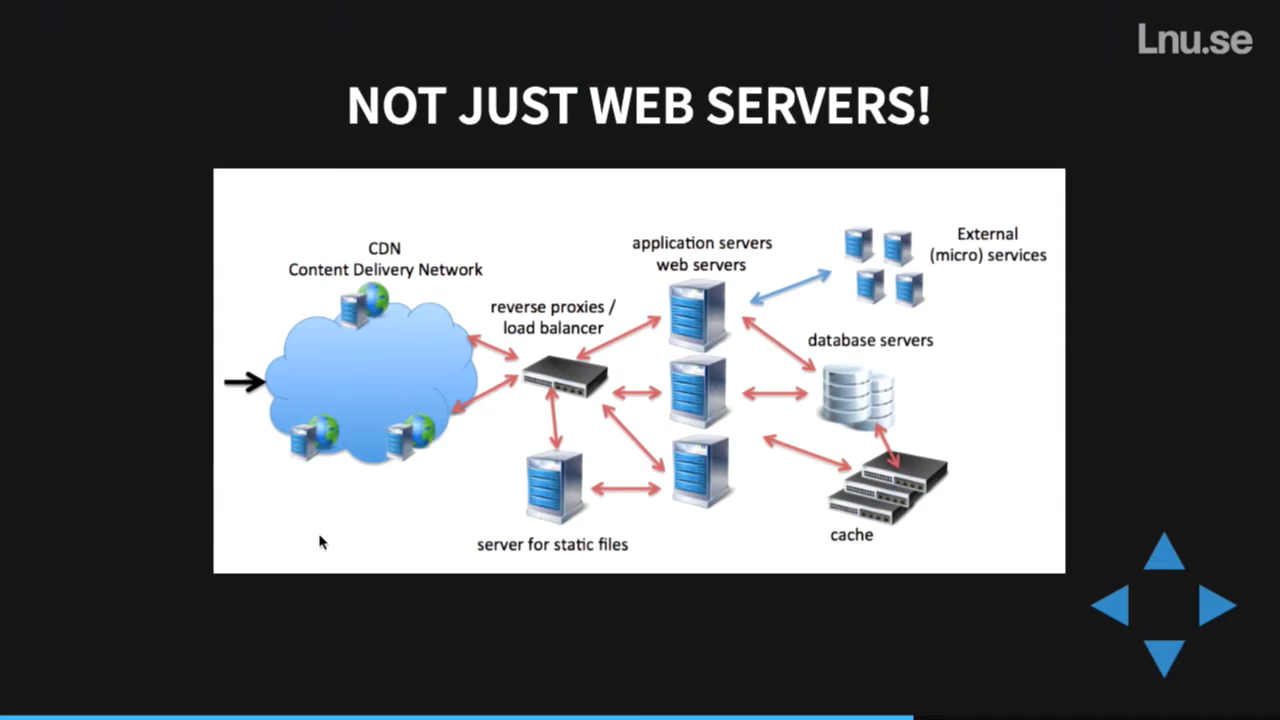 Lnu.se
NOT JUST WEB SERVERS!
CDN
Content Delivery Network
reverse proxies /
load balancer
application servers
web servers
External
(micro) services
database servers
server for static files
cache